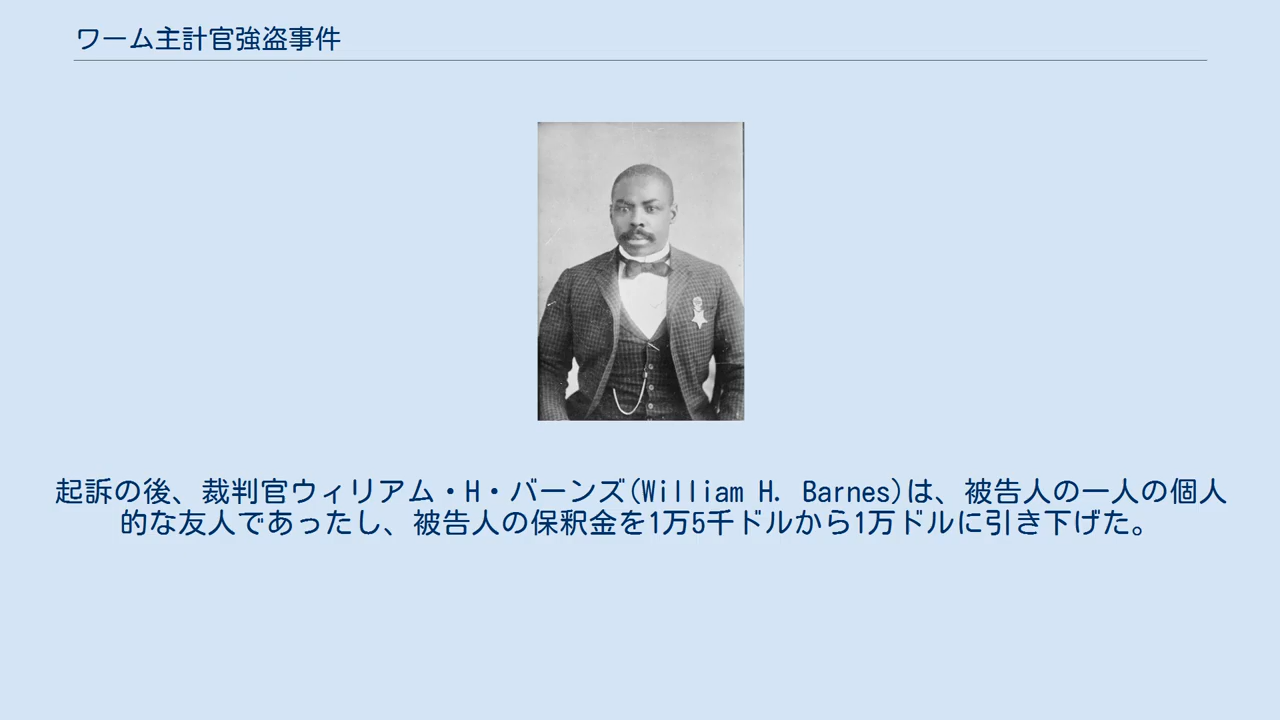 ワーム主計官強盗事件
起訴の後、裁判官ウィリアム・H・バーンズ(William H. Barnes)は、被告人の一人の個人
的な友人であったし、被告人の保釈金を1万5千ドルから1万ドルに引き下げた。